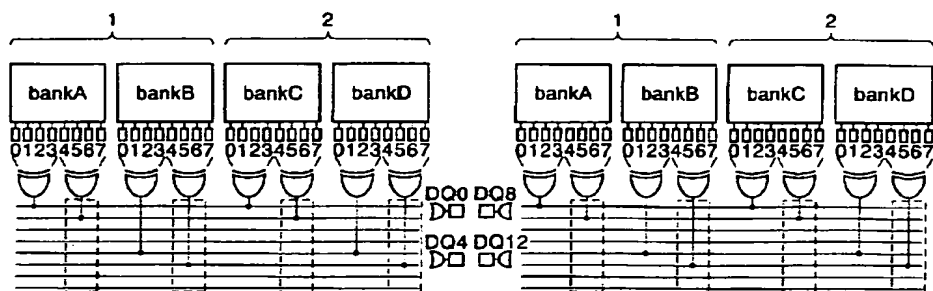 1 2 1 2
bankA bankB bankC bankD bankA bankB bankC bankD
01234567 01234567 01234567 01234567 01234567 01234567 01234567 01234567
DQ0 DQ8
DQ4 DQ12